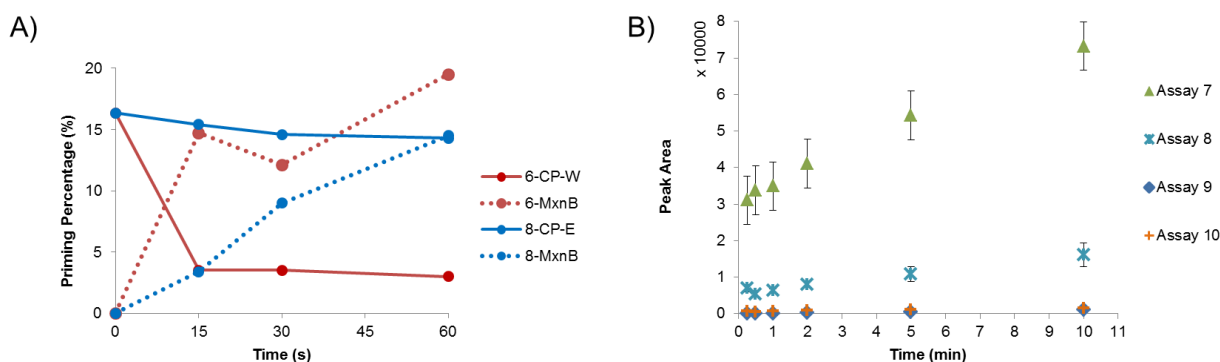 A)
Priming Percentage (%)
20
15
10
5
0
0 15 30 45 60
Time (s)
6-CP-W
6-MxnB
8-CP-E
8-MxnB
B)
x 10000
Peak Area
8
7
6
5
4
3
2
1
0
0 1 2 3 4 5 6 7 8 9 10 11
Time (min)
Assay 7
Assay 8
Assay 9
Assay 10